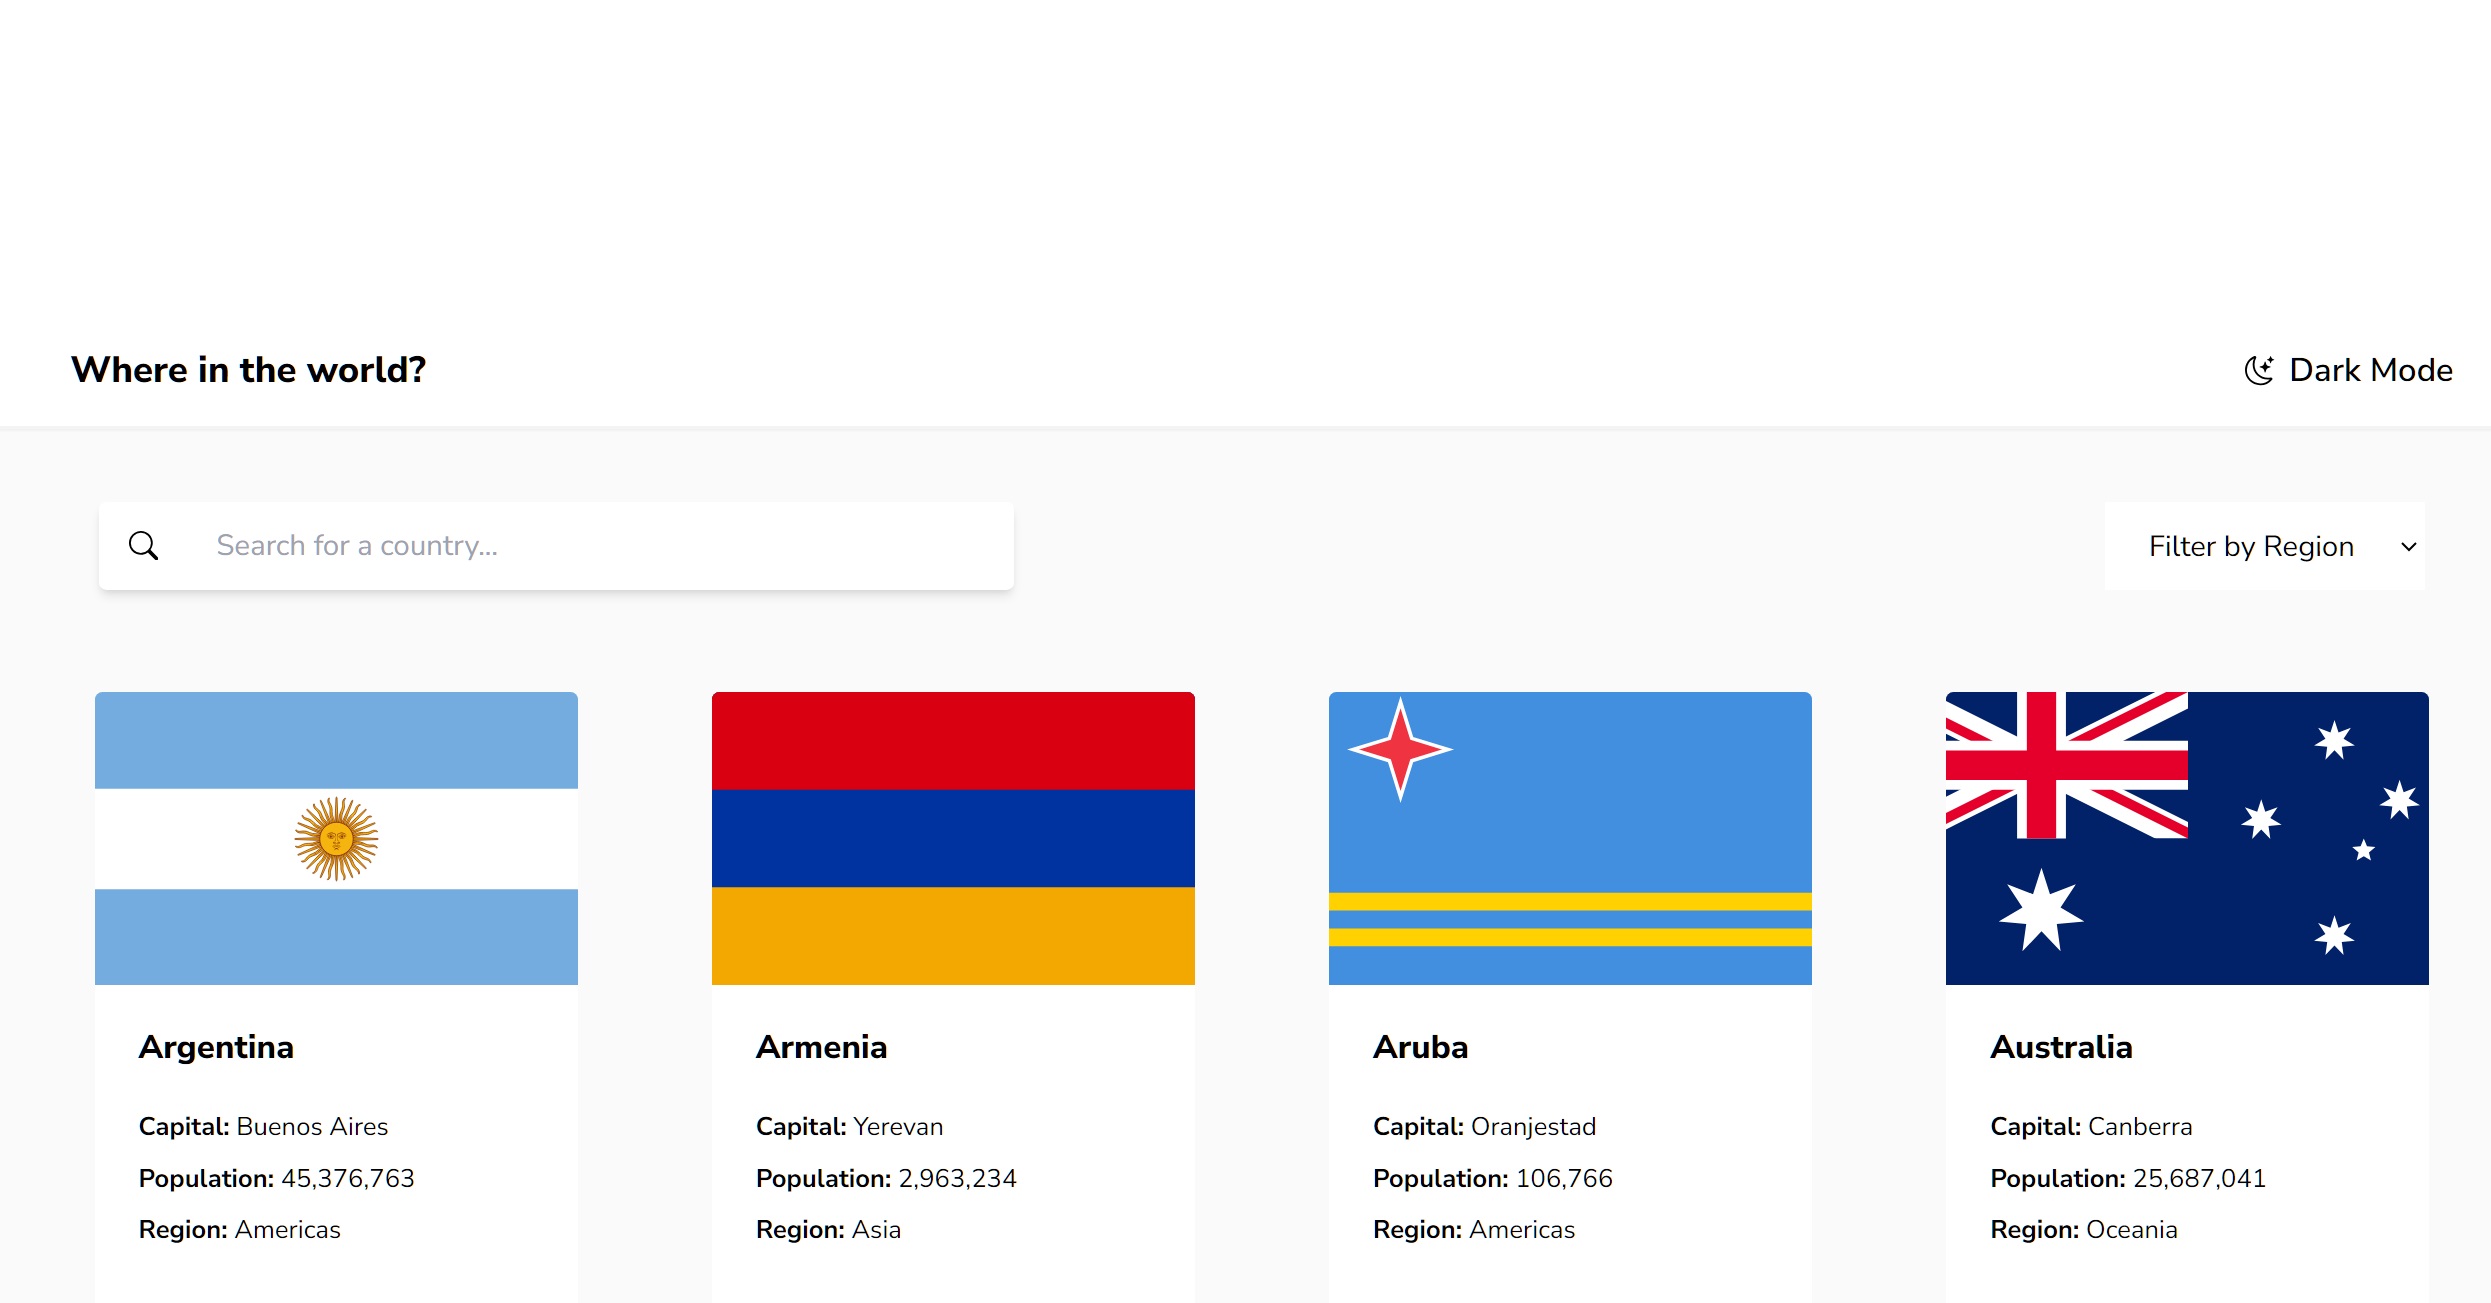 Where in the world?
Dark Mode
Search for a country...
Filter by Region
Argentina
Capital: Buenos Aires
Population: 45,376,763
Region: Americas
Armenia
Capital: Yerevan
Population: 2,963,234
Region: Asia
Aruba
Capital: Oranjestad
Population: 106,766
Region: Americas
Australia
Capital: Canberra
Population: 25,687,041
Region: Oceania